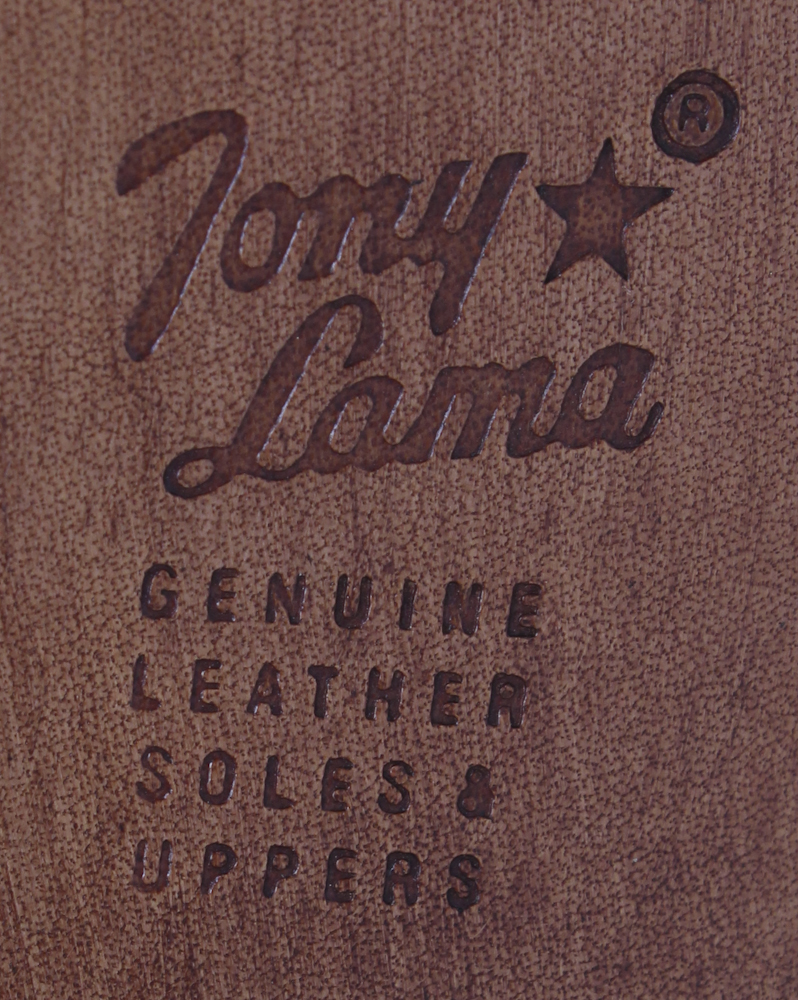 Tony ★ ®
Lama
GENUINE
LEATHER
SOLES &
UPPERS